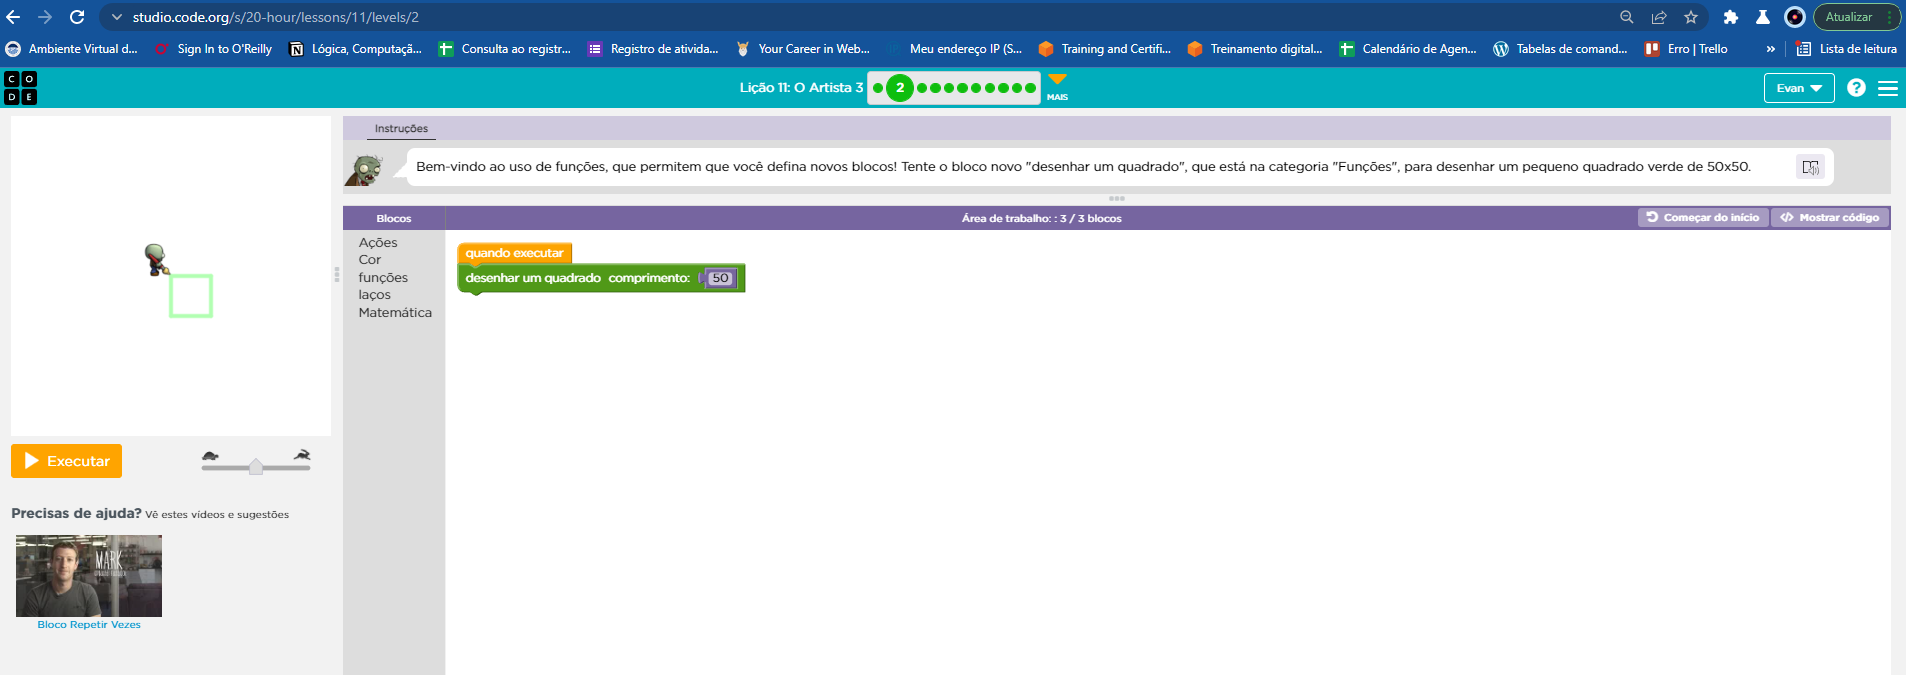 studio.code.org/s/20-hour/lessons/11/levels/2
Atualizar
Ambiente Virtual d...
Sign In to O'Reilly
Lógica, Computaçã...
Consulta ao registr...
Registro de ativida...
Your Career in Web...
Meu endereço IP (S...
Training and Certifi...
Treinamento digital...
Calendário de Agen...
Tabelas de comand...
Erro | Trello
»
Lista de leitura
C O
D E
Lição 11: O Artista 3
2
MAIS
Evan
?
Instruções
Bem-vindo ao uso de funções, que permitem que você defina novos blocos! Tente o bloco novo "desenhar um quadrado", que está na categoria "Funções", para desenhar um pequeno quadrado verde de 50x50.
Blocos
Área de trabalho: : 3 / 3 blocos
Começar do início
Mostrar código
Ações
Cor
funções
laços
Matemática
quando executar
desenhar um quadrado comprimento: 50
Executar
Precisas de ajuda? Vê estes vídeos e sugestões
MARK
Bloco Repetir Vezes